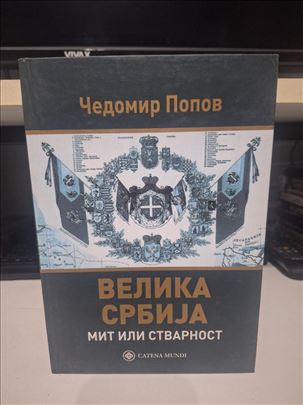 VIVAX
Чедомир Попов
ВЕЛИКА
СРБИЈА
МИТ ИЛИ СТВАРНОСТ
CATENA MUNDI